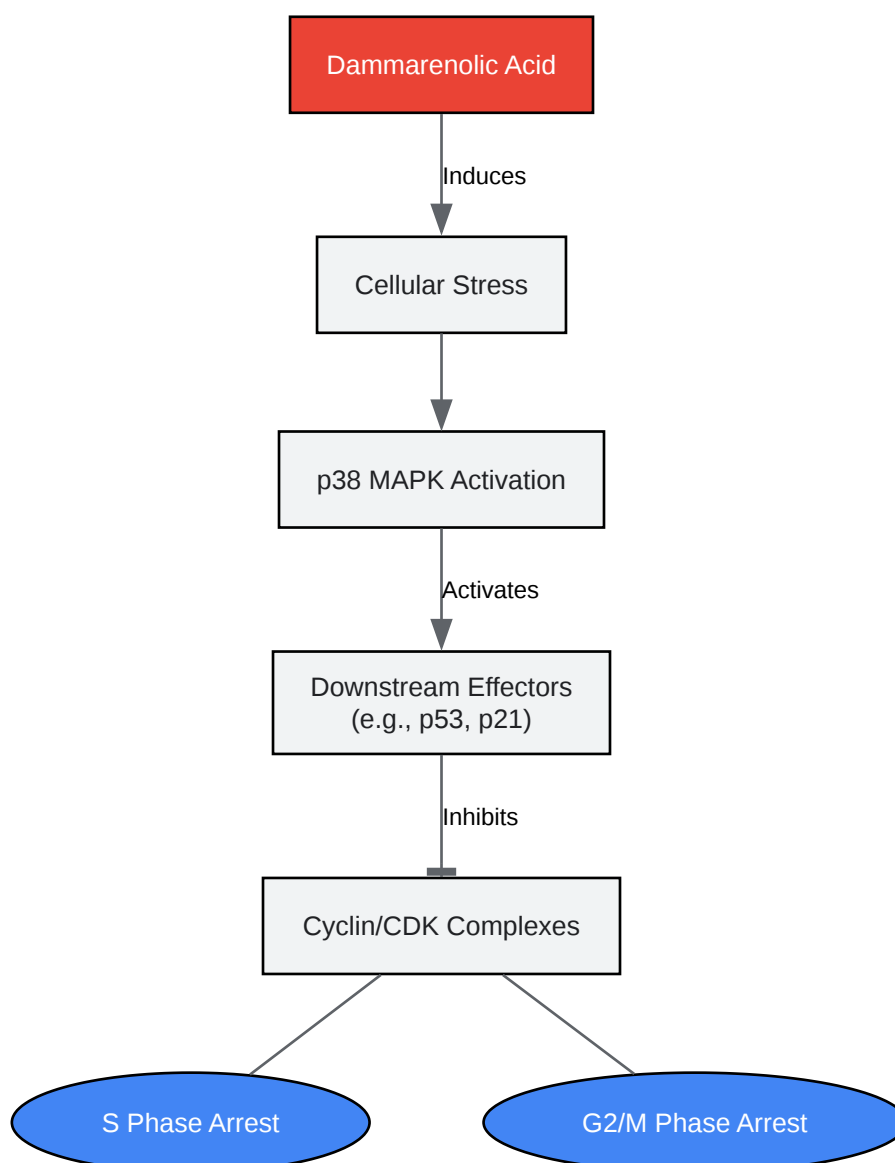 Dammarenolic Acid
Induces
Cellular Stress
p38 MAPK Activation
Activates
Downstream Effectors
(e.g., p53, p21)
Inhibits
Cyclin/CDK Complexes
S Phase Arrest
G2/M Phase Arrest